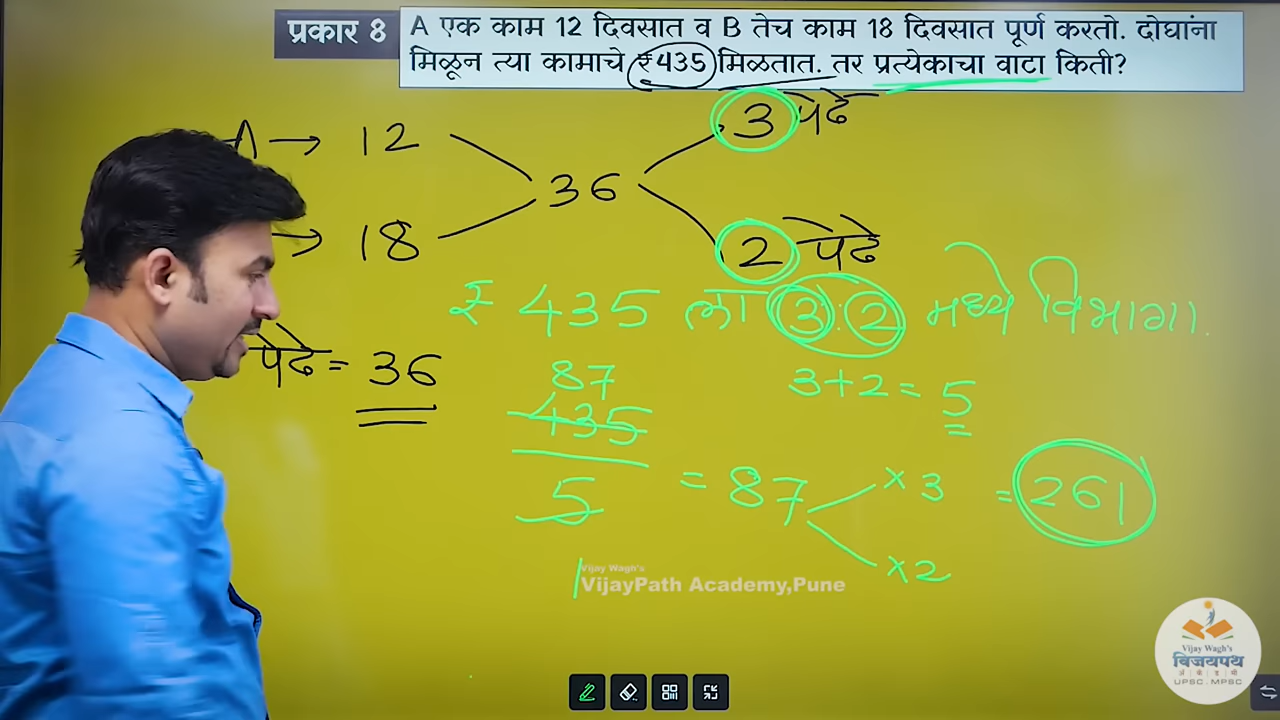 प्रकार 8
A एक काम 12 दिवसात व B तेच काम 18 दिवसात पूर्ण करतो. दोघांना
मिळून त्या कामाचे ₹435 मिळतात. तर प्रत्येकाचा वाटा किती?
A → 12
→ 18
36
3 पेढे
2 पेढे
पेढे = 36
₹ 435 ला 3:2 मध्ये विभागा.
3+2=5
87
435
5
= 87
×3 = 261
×2
Vijay Wagh's
VijayPath Academy,Pune
Vijay Wagh's
विजयपथ
अॅकॅडमी
UPSC.MPSC